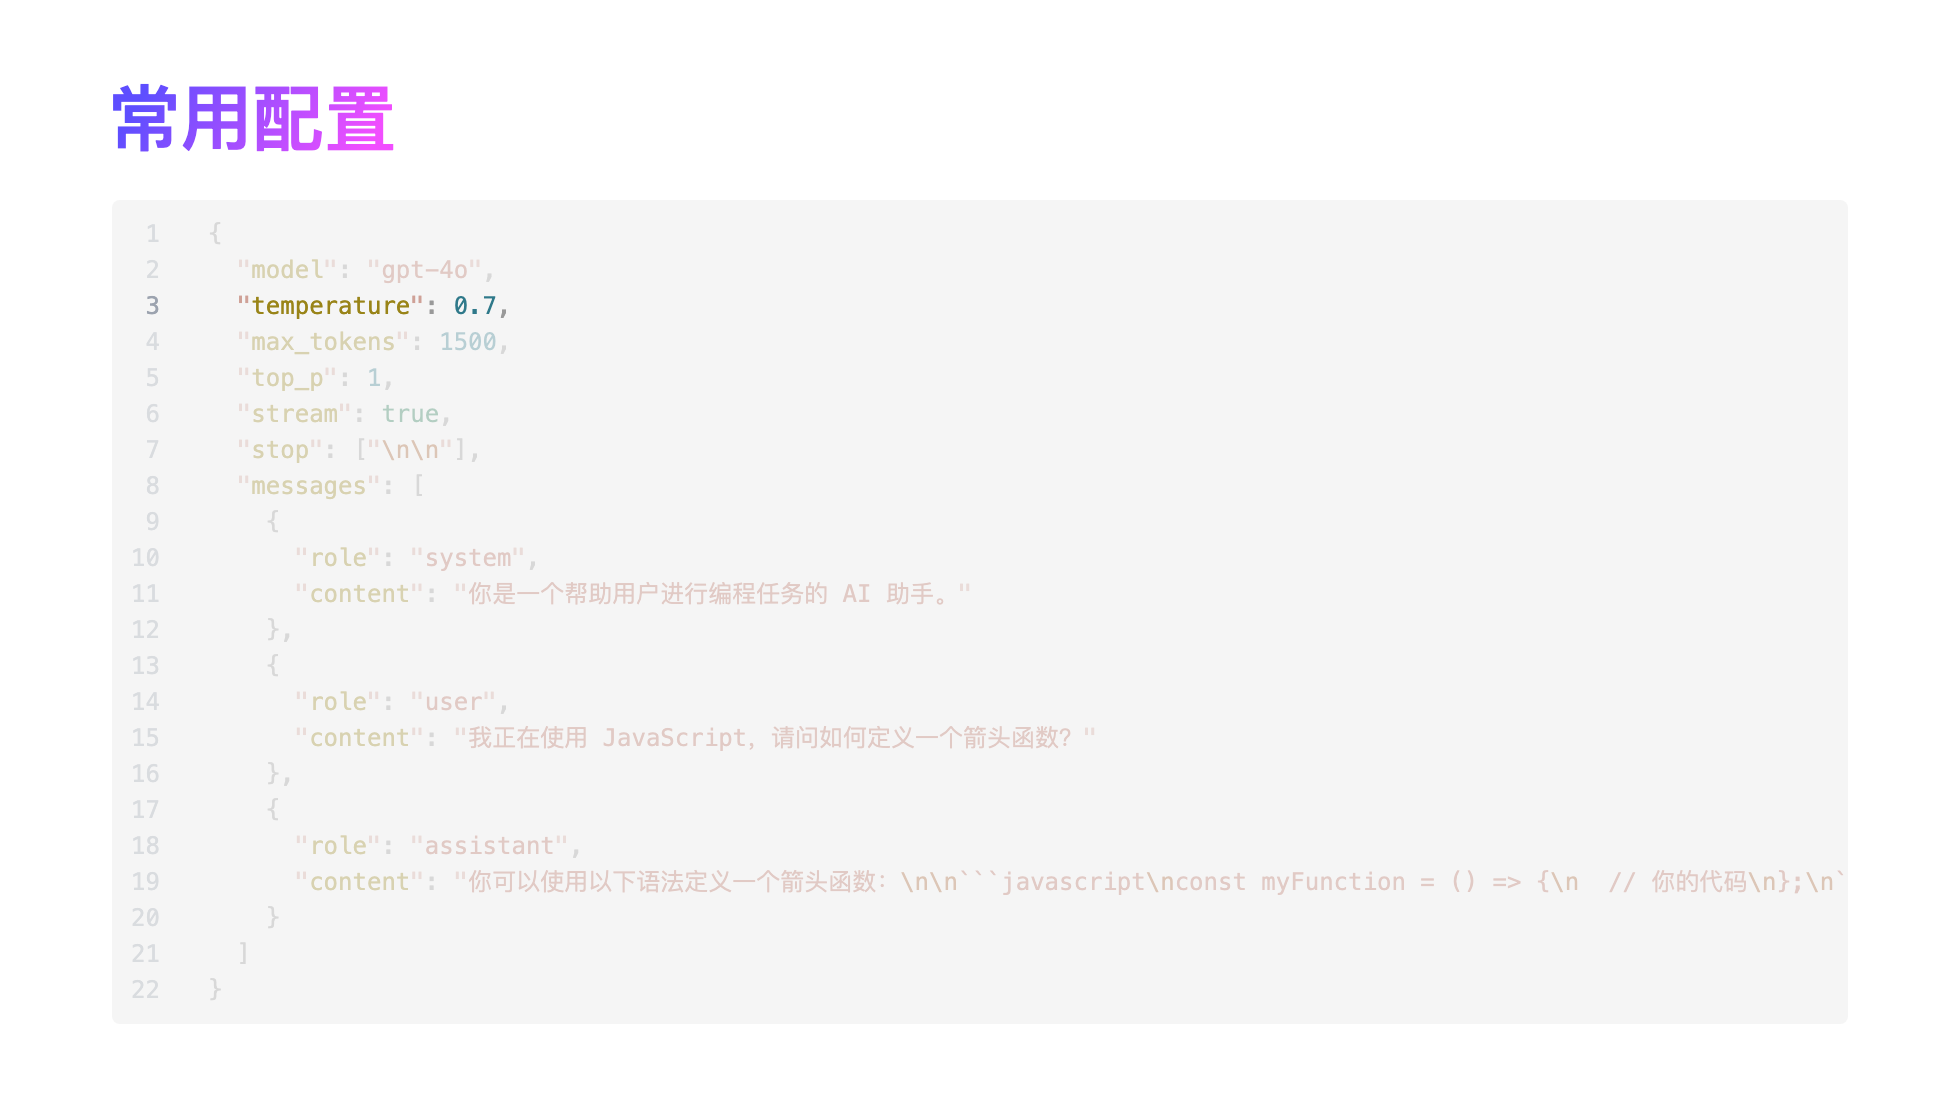 常用配置
1 {
2 "model": "gpt-4o",
3 "temperature": 0.7,
4 "max_tokens": 1500,
5 "top_p": 1,
6 "stream": true,
7 "stop": ["\n\n"],
8 "messages": [
9 {
10 "role": "system",
11 "content": "你是一个帮助用户进行编程任务的 AI 助手。"
12 },
13 {
14 "role": "user",
15 "content": "我正在使用 JavaScript，请问如何定义一个箭头函数？"
16 },
17 {
18 "role": "assistant",
19 "content": "你可以使用以下语法定义一个箭头函数：\n\n```javascript\nconst myFunction = () => {\n  // 你的代码\n};\n`
20 }
21 ]
22 }